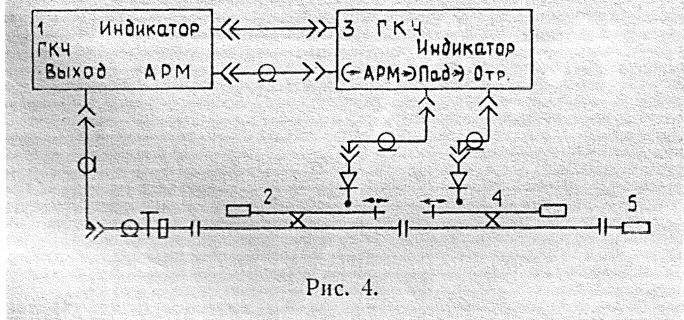 1 Индикатор
ГКЧ
Выход АРМ
3 ГКЧ
Индикатор
АРМ Пад Отр.
2
4
5
Рис. 4.